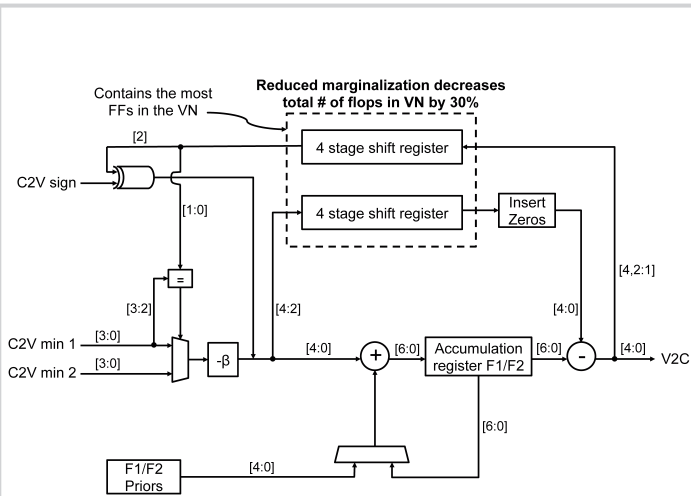 Reduced marginalization decreases
total # of flops in VN by 30%
Contains the most
FFs in the VN
[2]
4 stage shift register
C2V sign
[1:0]
4 stage shift register
Insert
Zeros
=
[4,2:1]
[3:2]
[4:2]
[4:0]
C2V min 1
[3:0]
-β
[4:0]
+
[6:0]
Accumulation
register F1/F2
[6:0]
-
[4:0]
V2C
C2V min 2
[3:0]
[6:0]
F1/F2
Priors
[4:0]